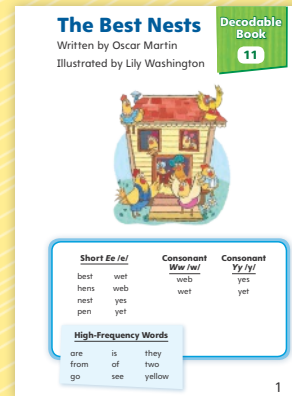 The Best Nests
Written by Oscar Martin
Illustrated by Lily Washington
Decodable
Book
11
Short Ee /e/
best wet
hens web
nest yes
pen yet
Consonant
Ww /w/
web
wet
Consonant
Yy /y/
yes
yet
High-Frequency Words
are is they
from of two
go see yellow
1